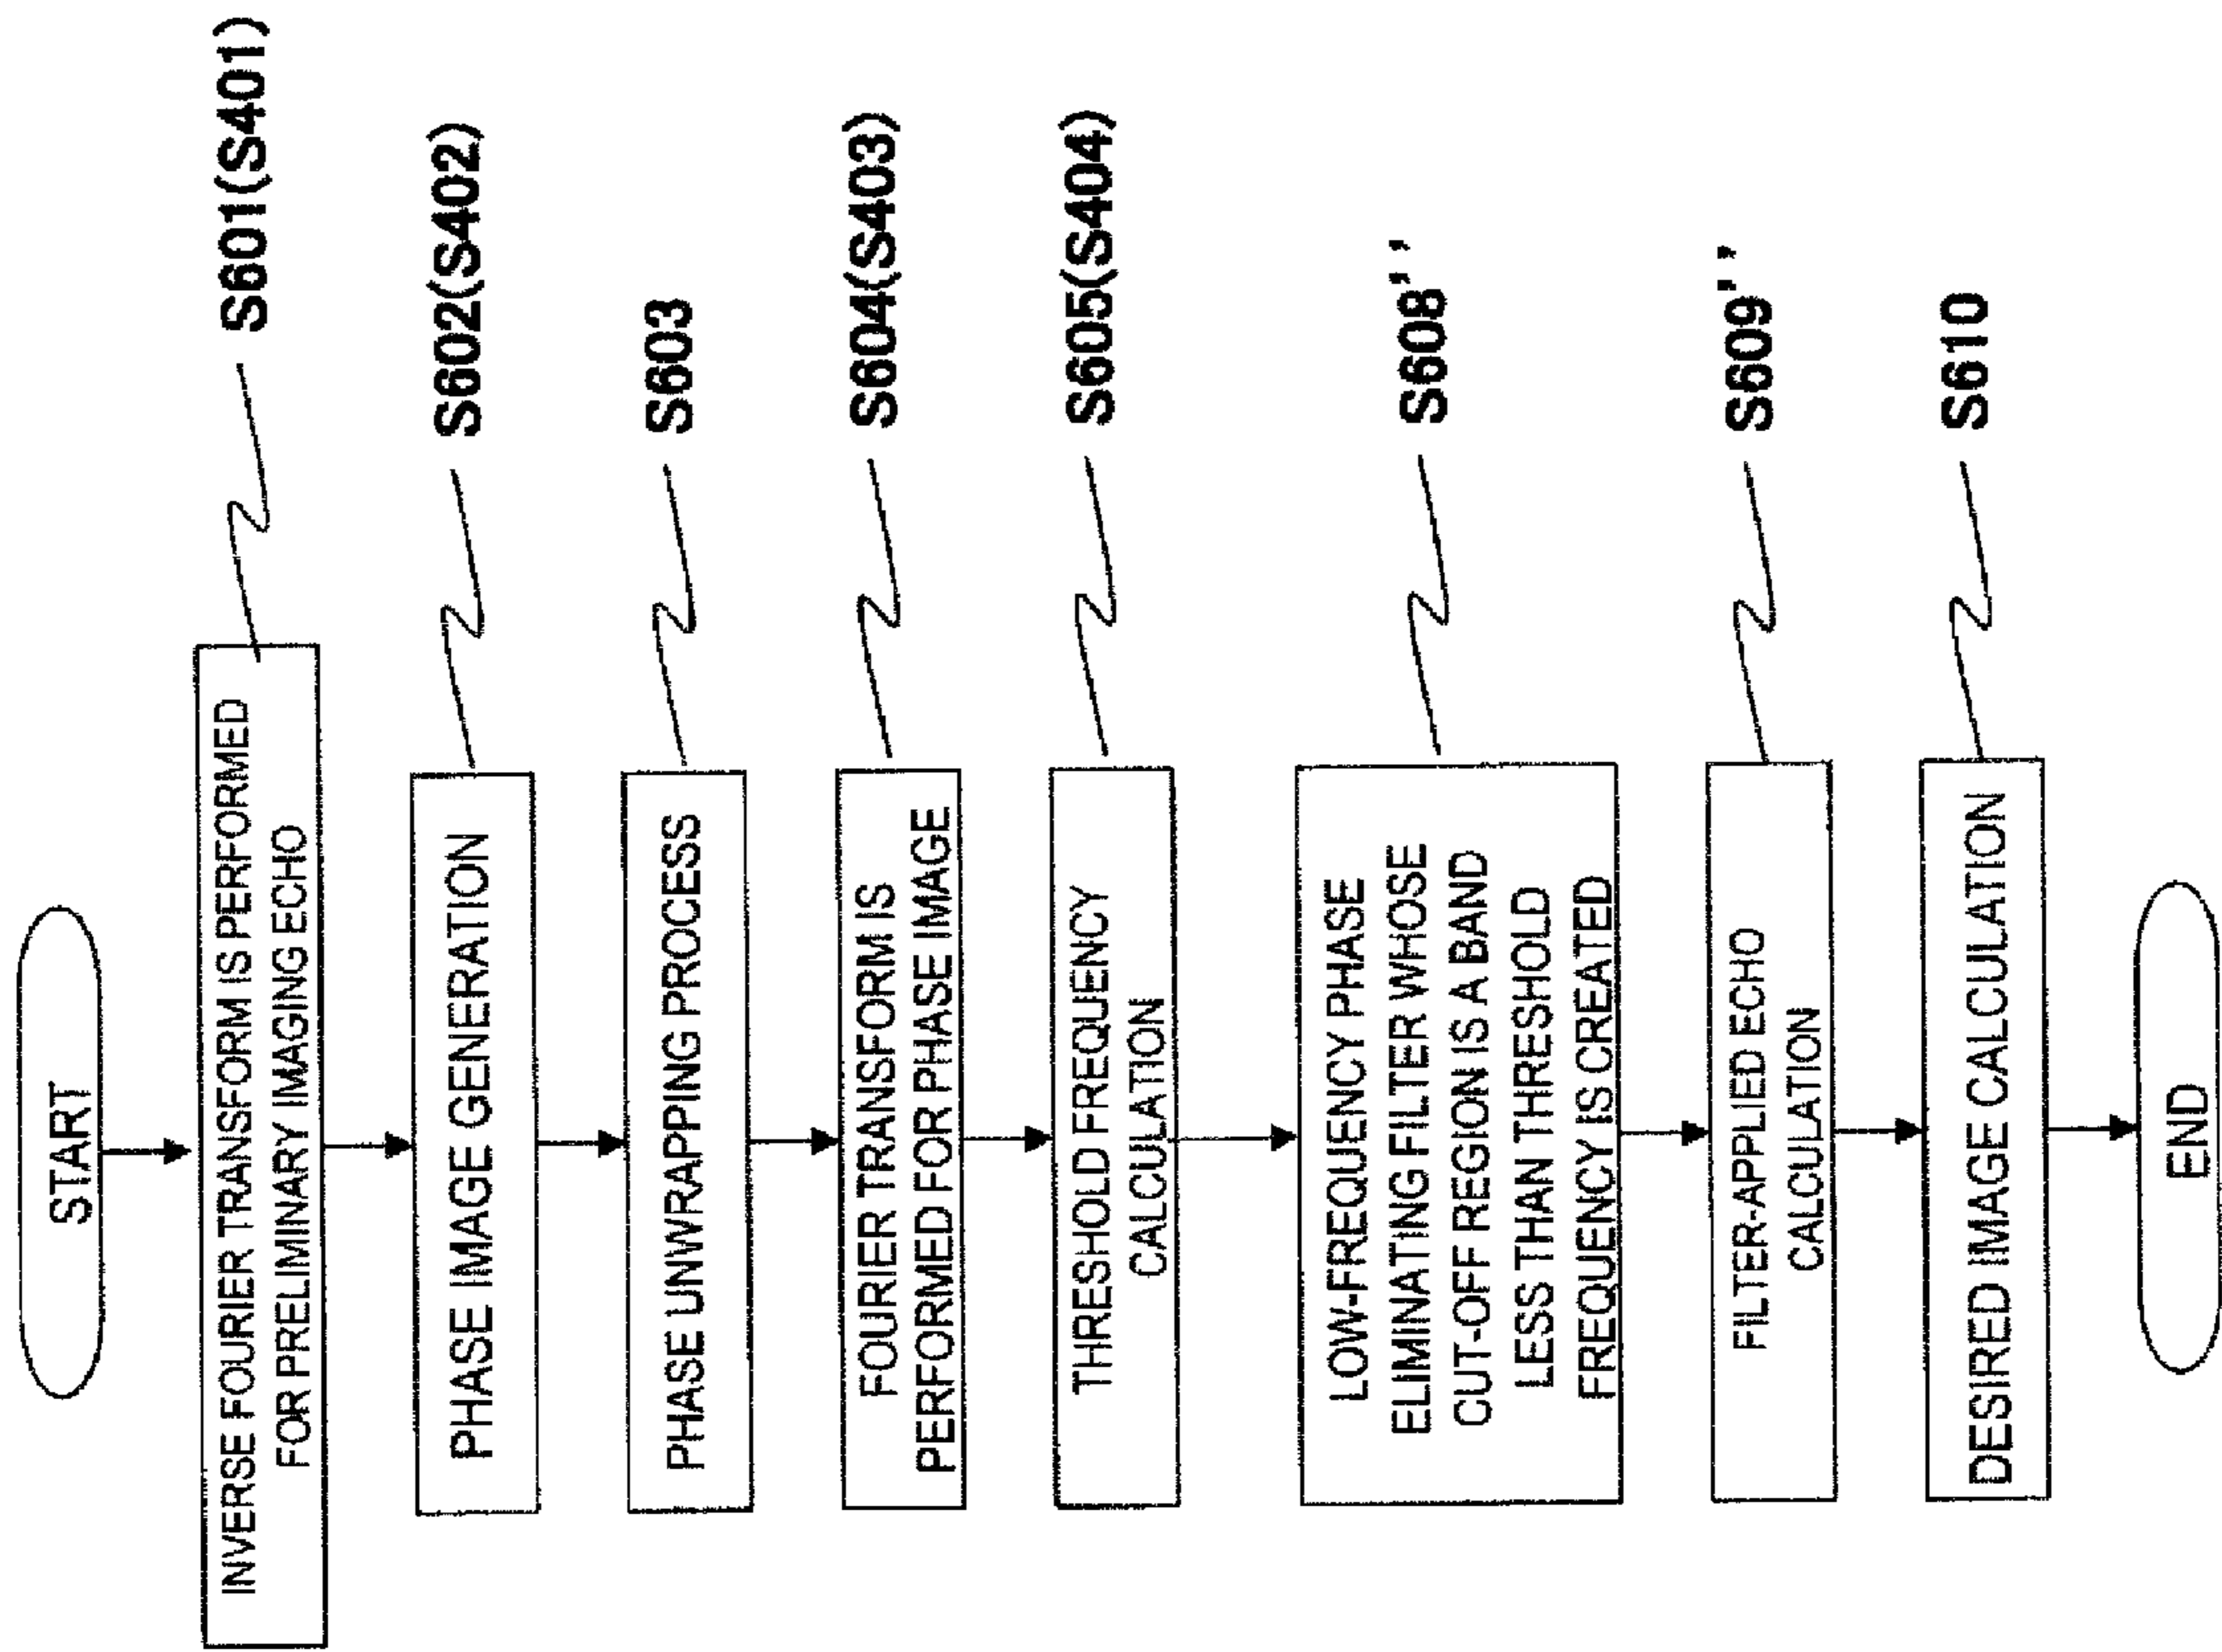 START
INVERSE FOURIER TRANSFORM IS PERFORMED
FOR PRELIMINARY IMAGING ECHO
S601(S401)
PHASE IMAGE GENERATION
S602(S402)
PHASE UNWRAPPING PROCESS
S603
FOURIER TRANSFORM IS
PERFORMED FOR PHASE IMAGE
S604(S403)
THRESHOLD FREQUENCY
CALCULATION
S605(S404)
LOW-FREQUENCY PHASE
ELIMINATING FILTER WHOSE
CUT-OFF REGION IS A BAND
LESS THAN THRESHOLD
FREQUENCY IS CREATED
S608''
FILTER-APPLIED ECHO
CALCULATION
S609''
DESIRED IMAGE CALCULATION
S610
END